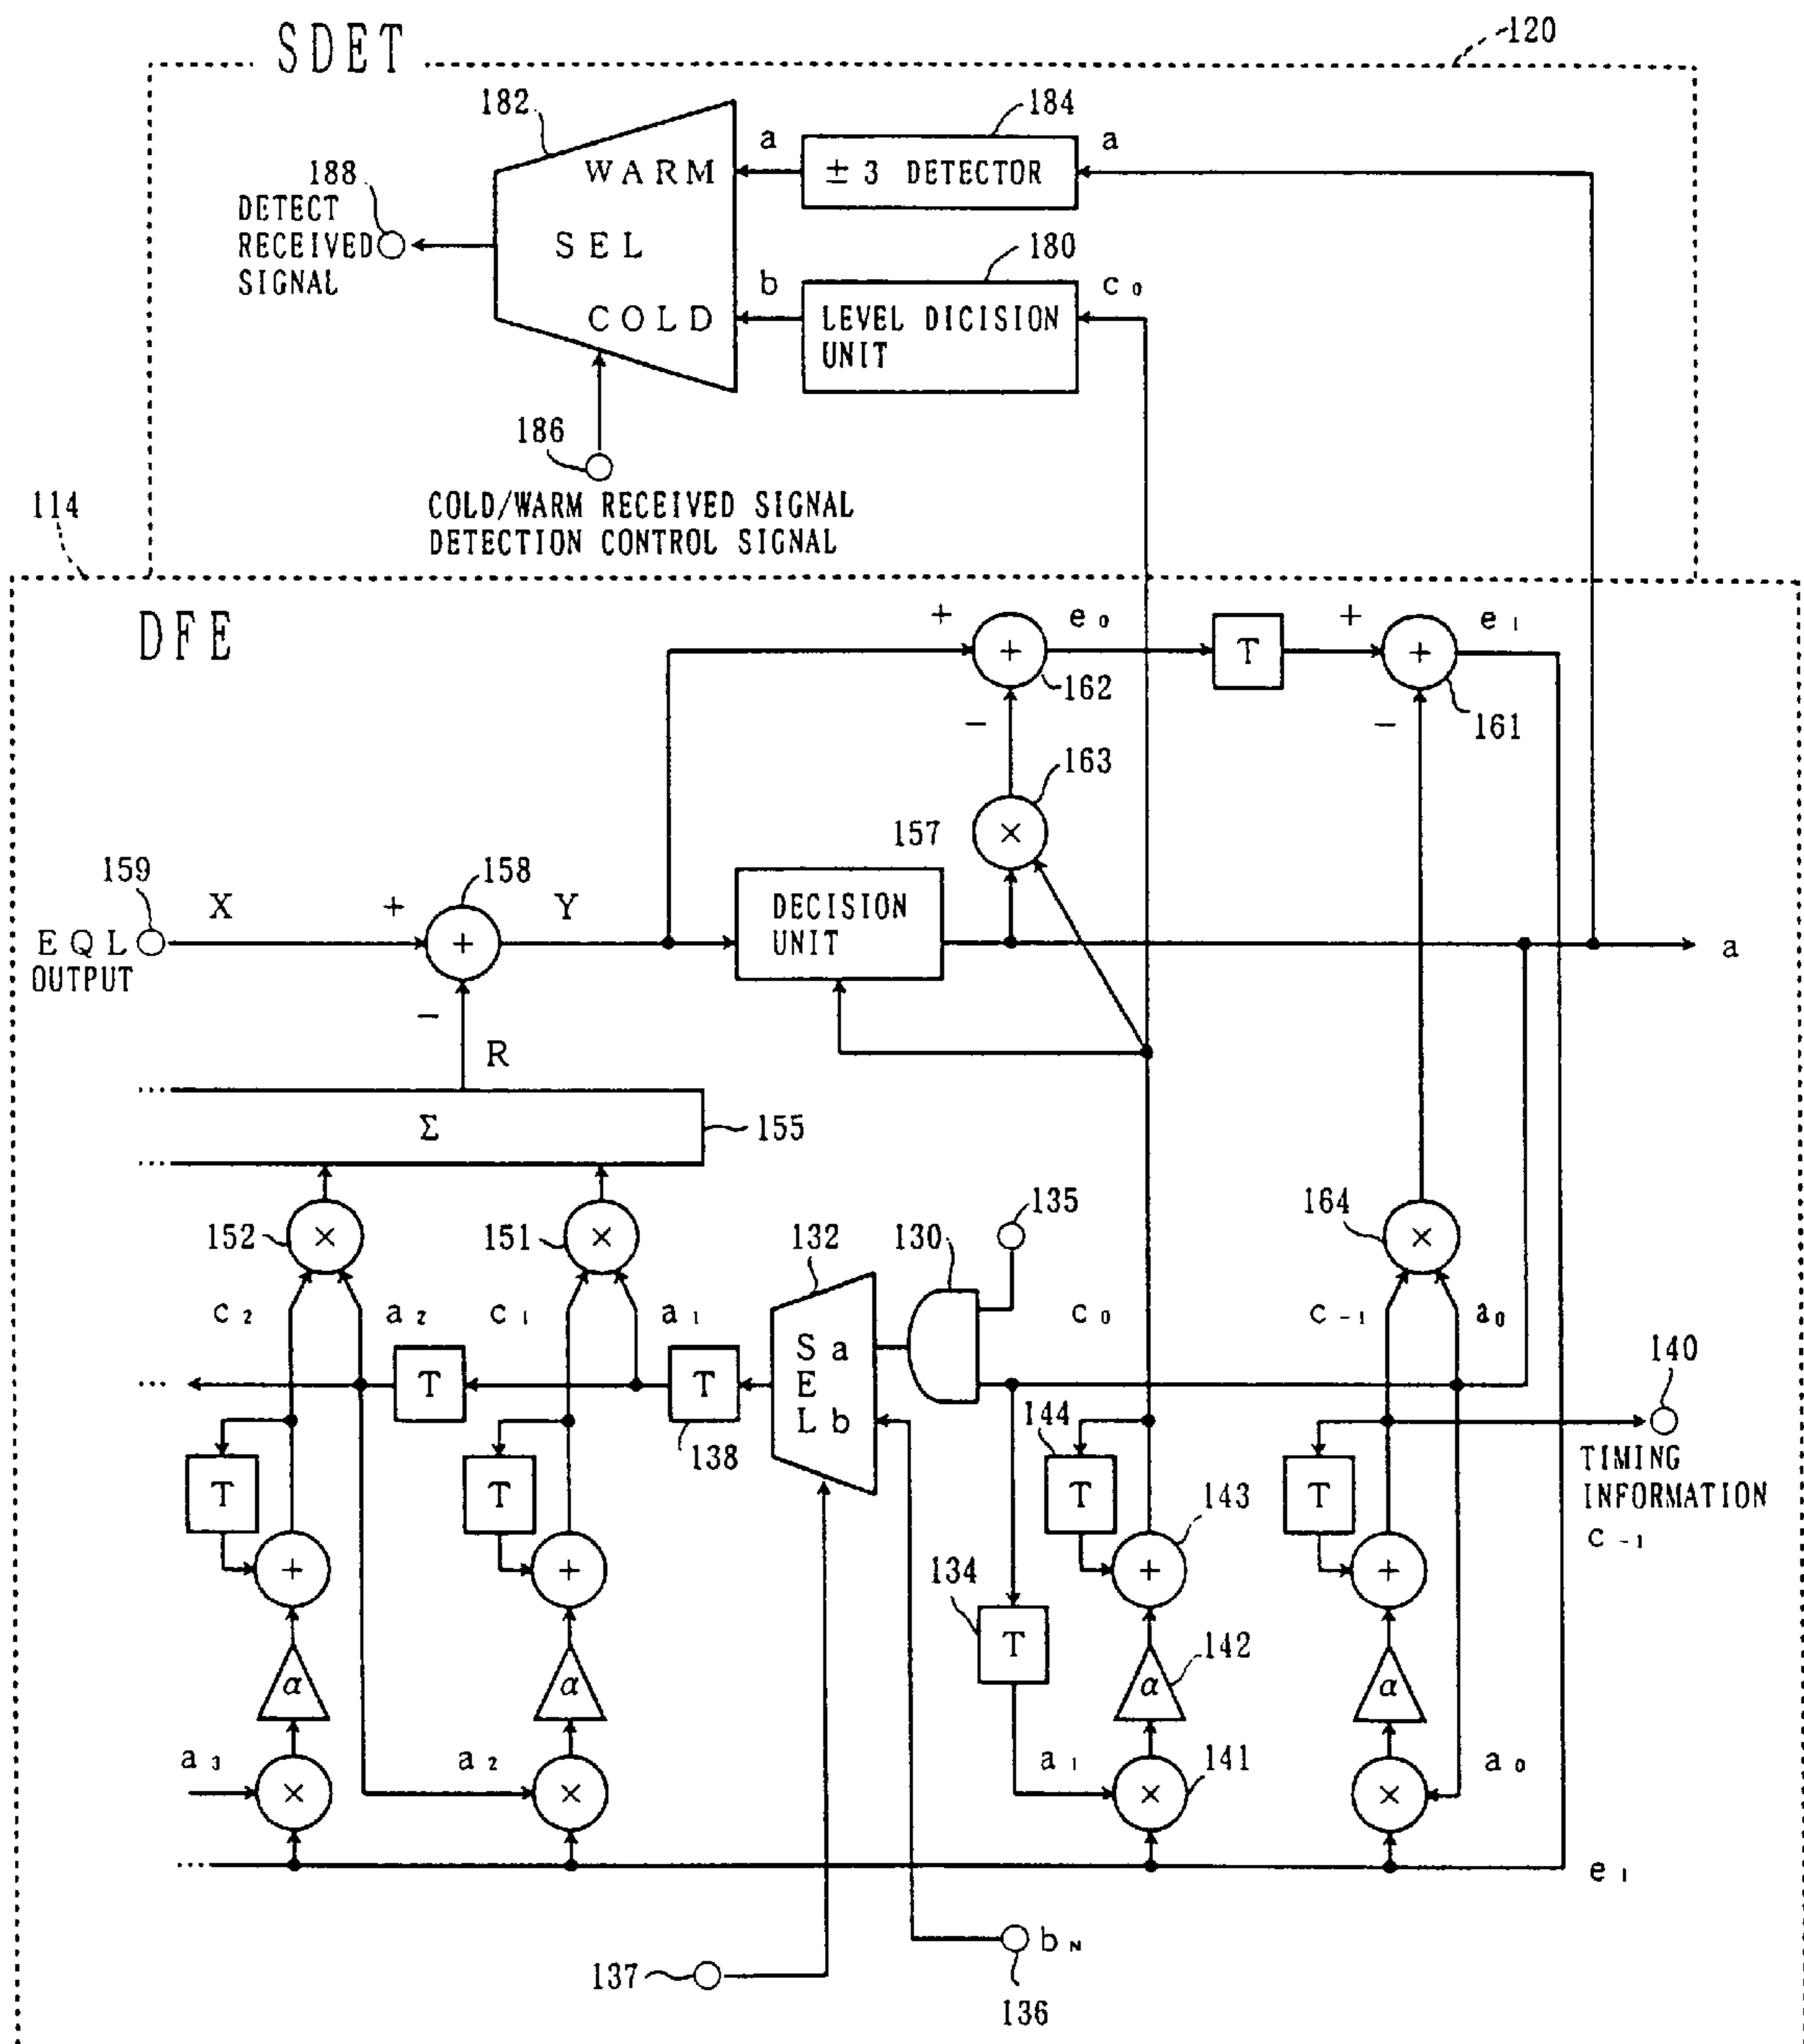 SDET
120
182
184
a
a
WARM
± 3 DETECTOR
188
DETECT
RECEIVED
SIGNAL
SEL
180
b
c₀
COLD
LEVEL DICISION
UNIT
186
COLD/WARM RECEIVED SIGNAL
DETECTION CONTROL SIGNAL
114
DFE
+
e₀
+
e₁
+
T
+
162
161
−
−
163
×
157
159
158
X
+
Y
DECISION
UNIT
EQL
OUTPUT
+
a
−
R
...
Σ
155
...
135
152
×
151
×
132
130
164
×
c₂
a₂
c₁
a₁
c₀
c₋₁
a₀
S a
E
L b
140
...
T
T
144
138
TIMING
INFORMATION
c₋₁
T
T
T
T
143
+
+
+
+
134
T
142
α
α
α
α
a₃
a₂
a₁
141
a₀
×
×
×
×
...
e₁
bN
137
136